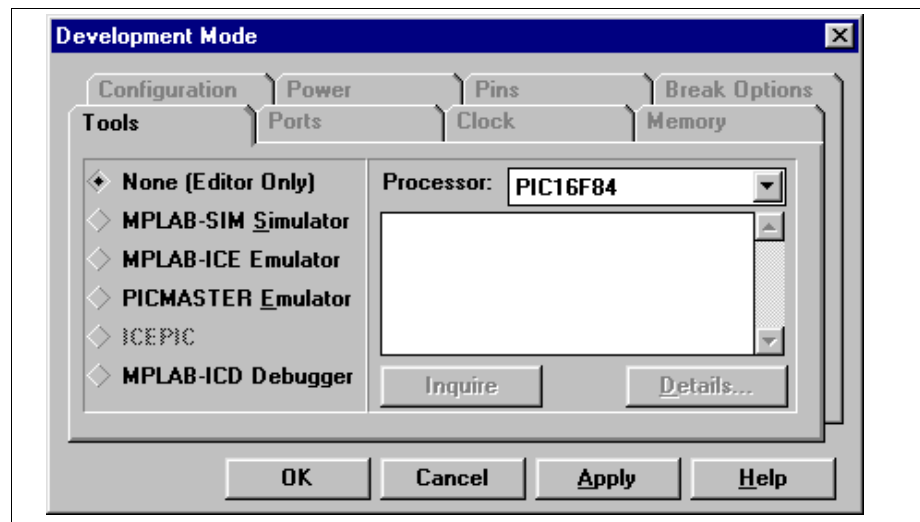 Development Mode
Configuration Power Pins Break Options
Tools Ports Clock Memory
None (Editor Only)
MPLAB-SIM Simulator
MPLAB-ICE Emulator
PICMASTER Emulator
ICEPIC
MPLAB-ICD Debugger
Processor: PIC16F84
Inquire Details...
OK Cancel Apply Help